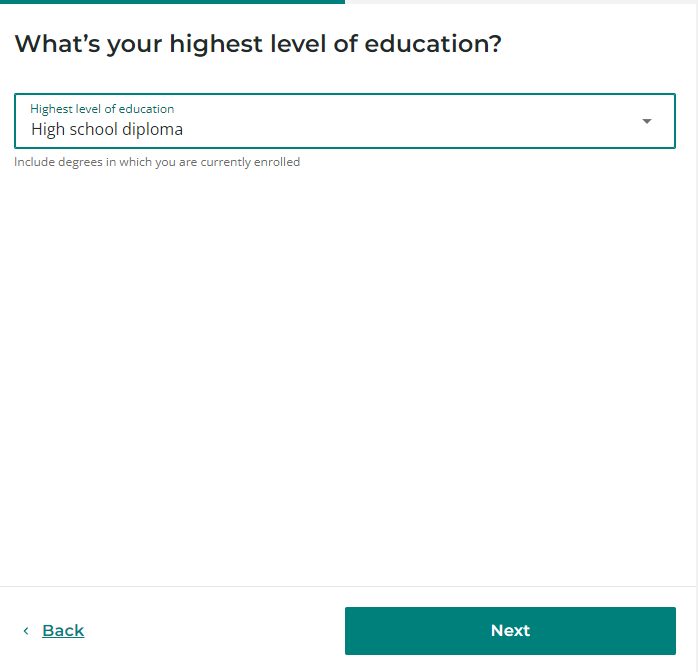 What’s your highest level of education?
Highest level of education
High school diploma
Include degrees in which you are currently enrolled
Back
Next